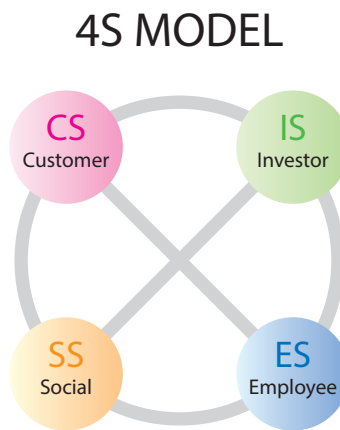 4S MODEL
CS
Customer
IS
Investor
SS
Social
ES
Employee